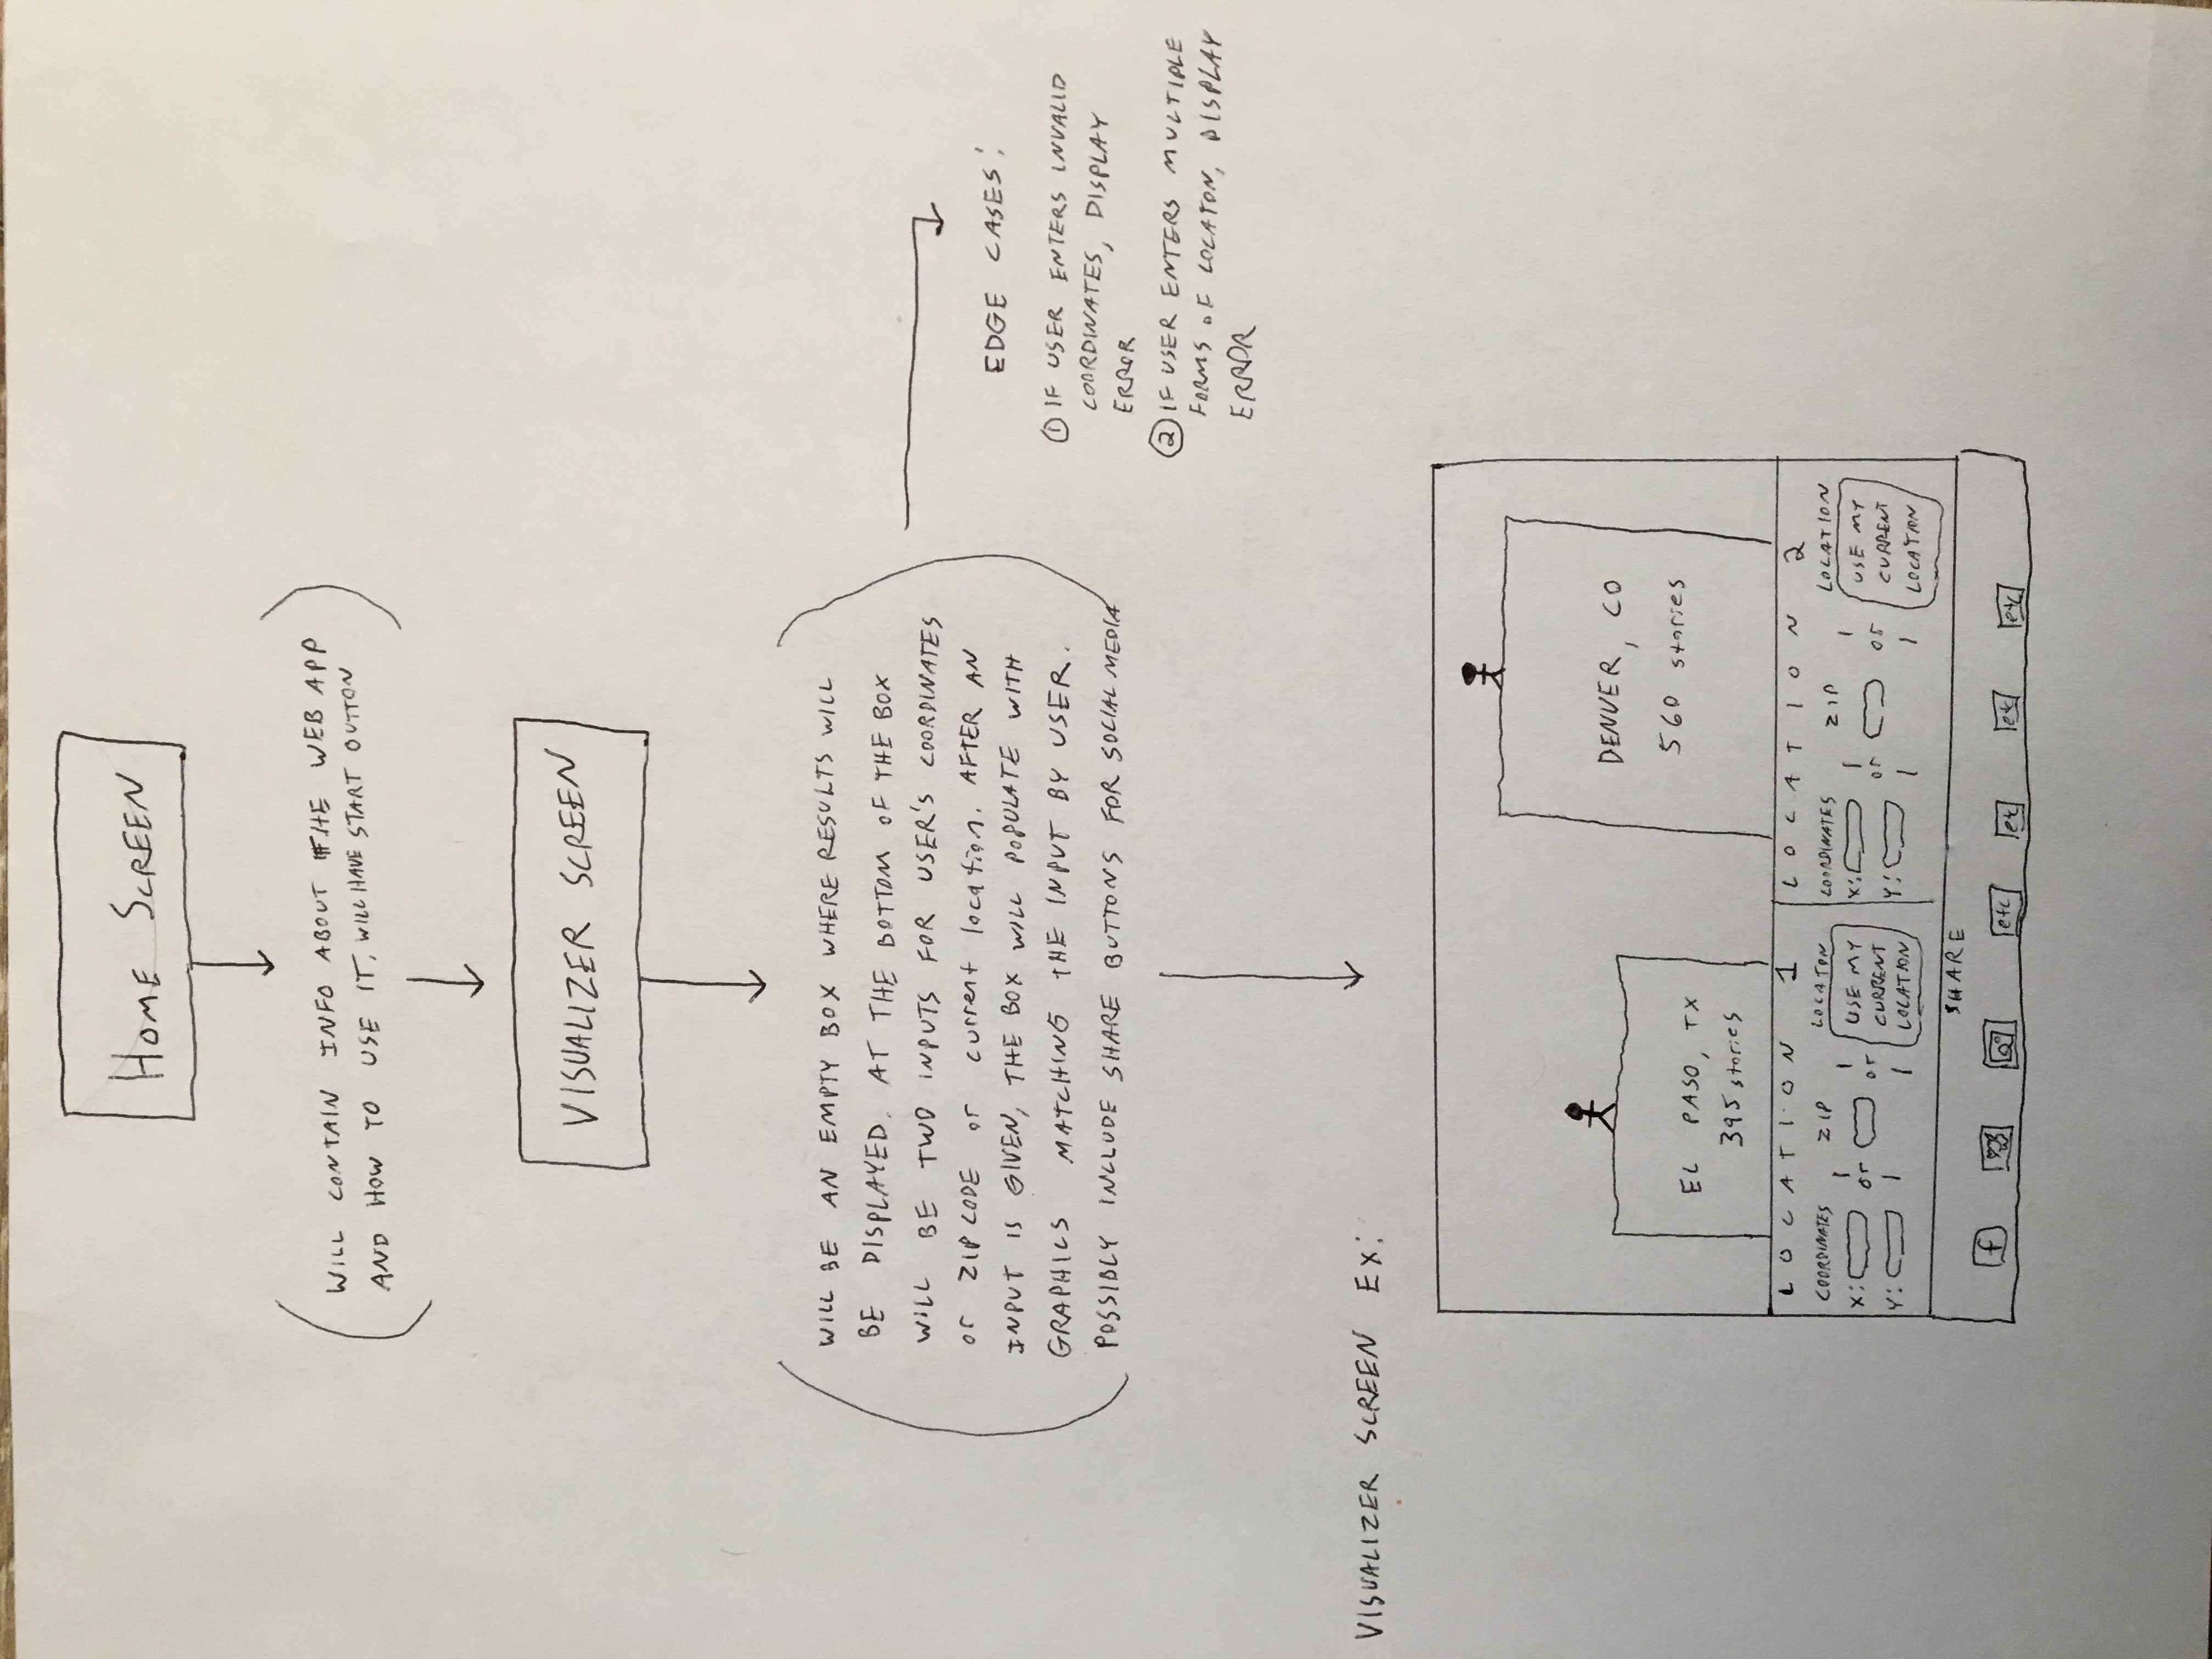 HOME SCREEN
WILL CONTAIN INFO ABOUT THE WEB APP
AND HOW TO USE IT, WILL HAVE START OUTTON
VISUALIZER SCREEN
WILL BE AN EMPTY BOX WHERE RESULTS WILL
BE DISPLAYED. AT THE BOTTOM OF THE BOX
WILL BE TWO INPUTS FOR USER'S COORDINATES
or ZIP CODE or current location. AFTER AN
INPUT IS GIVEN, THE BOX WILL POPULATE WITH
GRAPHICS MATCHING THE INPUT BY USER.
POSSIBLY INCLUDE SHARE BUTTONS FOR SOCIAL MEDIA
EDGE CASES:
① IF USER ENTERS INVALID
COORDINATES, DISPLAY
ERROR
② IF USER ENTERS MULTIPLE
FORMS OF LOCATON, DISPLAY
ERROR
VISUALIZER SCREEN EX:
DENVER, CO
560 stories
EL PASO, TX
395 stories
LOCATION 1
COORDINATES ZIP LOCATON
X: or USE MY
Y: CURRENT
or LOCATION
LOCATION 2
COORDINATES ZIP LOCATION
X: or USE MY
Y: CURRENT
or LOCATION
SHARE
f etc etc etc etc